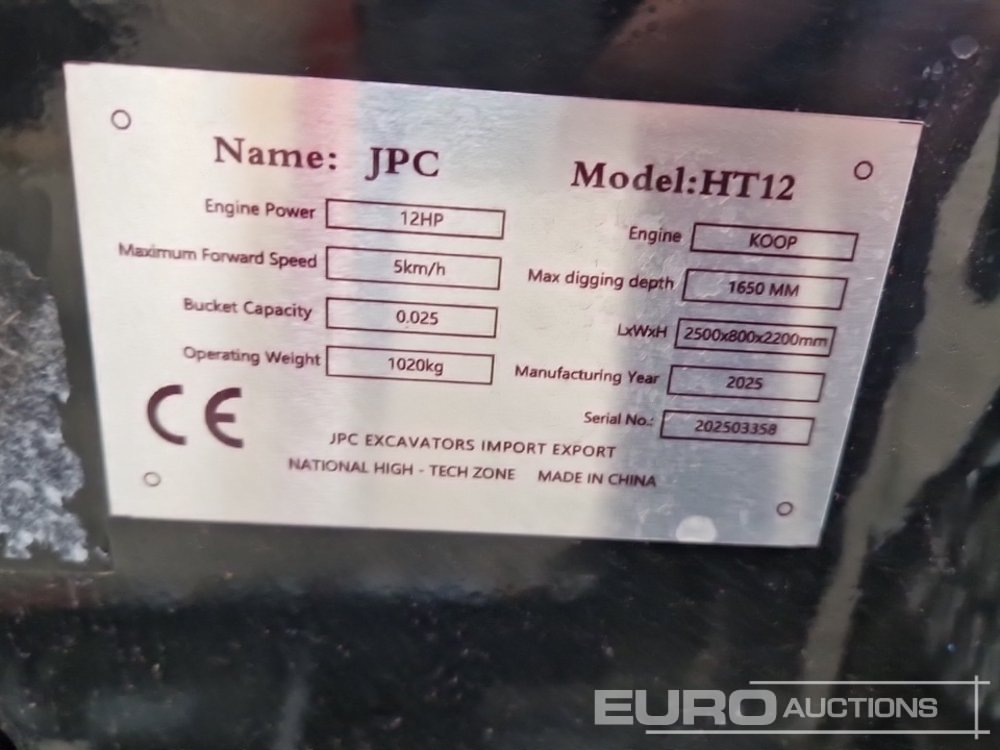 Name: JPC
Model:HT12
Engine Power 12HP
Maximum Forward Speed 5km/h
Bucket Capacity 0.025
Operating Weight 1020kg
Engine KOOP
Max digging depth 1650 MM
LxWxH 2500x800x2200mm
Manufacturing Year 2025
Serial No.: 202503358
CE
JPC EXCAVATORS IMPORT EXPORT
NATIONAL HIGH - TECH ZONE MADE IN CHINA
EURO AUCTIONS